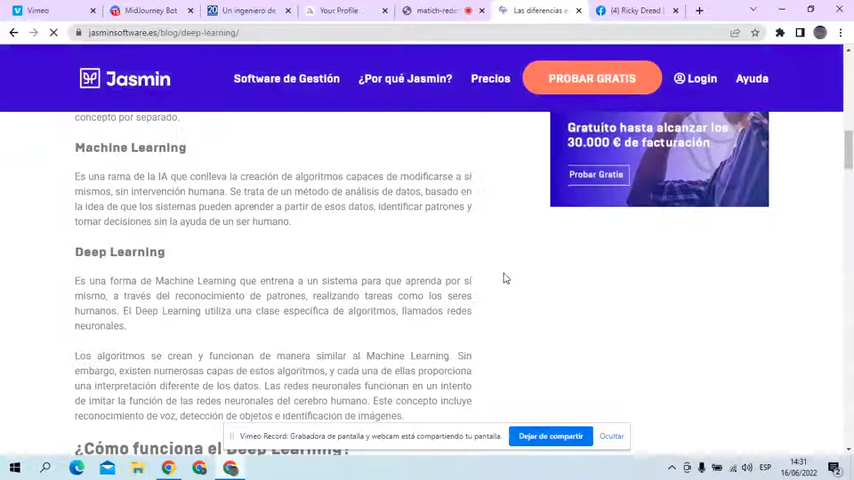 Vimeo
MidJourney Bot
Un ingeniero de
Your Profile
matich-rede
Las diferencias e
(4) Ricky Dread |
jasminsoftware.es/blog/deep-learning/
Jasmin
Software de Gestión
¿Por qué Jasmin?
Precios
PROBAR GRATIS
Login
Ayuda
concepto por separado.
Machine Learning
Es una rama de la IA que conlleva la creación de algoritmos capaces de modificarse a sí
mismos, sin intervención humana. Se trata de un método de análisis de datos, basado en
la idea de que los sistemas pueden aprender a partir de esos datos, identificar patrones y
tomar decisiones sin la ayuda de un ser humano.
Gratuito hasta alcanzar los
30.000 € de facturación
Probar Gratis
Deep Learning
Es una forma de Machine Learning que entrena a un sistema para que aprenda por sí
mismo, a través del reconocimiento de patrones, realizando tareas como los seres
humanos. El Deep Learning utiliza una clase específica de algoritmos, llamados redes
neuronales.
Los algoritmos se crean y funcionan de manera similar al Machine Learning. Sin
embargo, existen numerosas capas de estos algoritmos, y cada una de ellas proporciona
una interpretación diferente de los datos. Las redes neuronales funcionan en un intento
de imitar la función de las redes neuronales del cerebro humano. Este concepto incluye
reconocimiento de voz, detección de objetos e identificacion de imágenes.
¿Cómo funciona el Deep Learning?
Vimeo Record: Grabadora de pantalla y webcam está compartiendo tu pantalla.
Dejar de compartir
Ocultar
ESP
14:31
16/06/2022
2